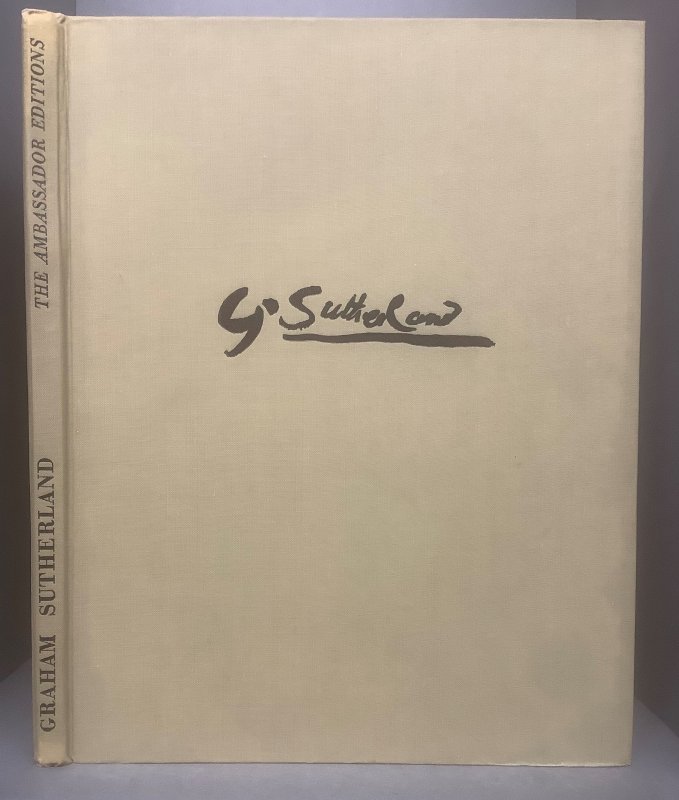 THE AMBASSADOR EDITIONS
GRAHAM SUTHERLAND
G. Sutherland